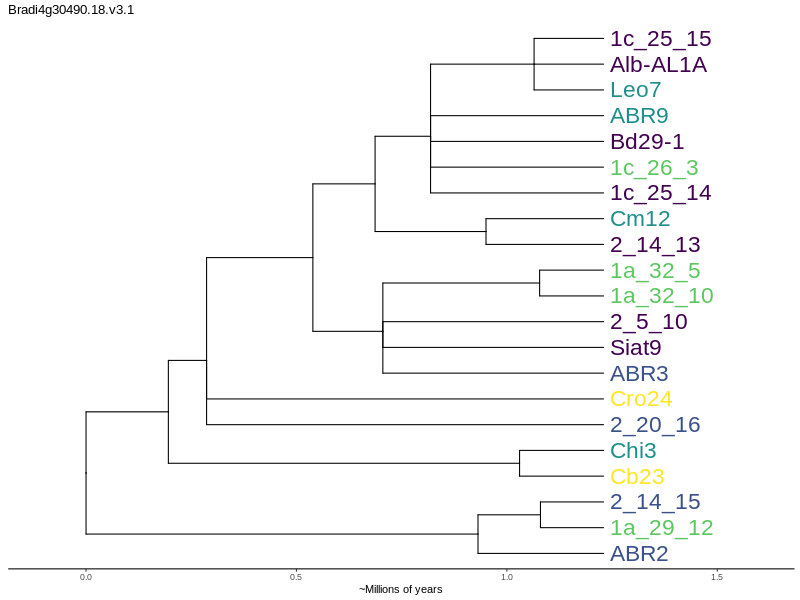 Bradi4g30490.18.v3.1
1c_25_15
Alb-AL1A
Leo7
ABR9
Bd29-1
1c_26_3
1c_25_14
Cm12
2_14_13
1a_32_5
1a_32_10
2_5_10
Siat9
ABR3
Cro24
2_20_16
Chi3
Cb23
2_14_15
1a_29_12
ABR2
0.0 0.5 1.0 1.5
~Millions of years